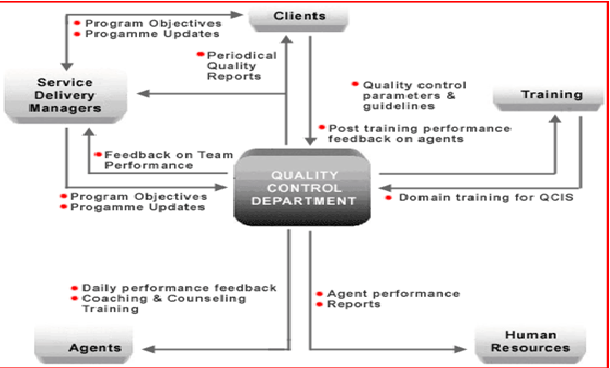 Clients
Program Objectives
Progamme Updates
Periodical
Quality
Reports
Service
Delivery
Managers
Quality control
parameters &
guidelines
Training
Post training performance
feedback on agents
Feedback on Team
Performance
QUALITY
CONTROL
DEPARTMENT
Program Objectives
Progamme Updates
Domain training for QCIS
Daily performance feedback
Coaching & Counseling
Training
Agent performance
Reports
Agents
Human
Resources